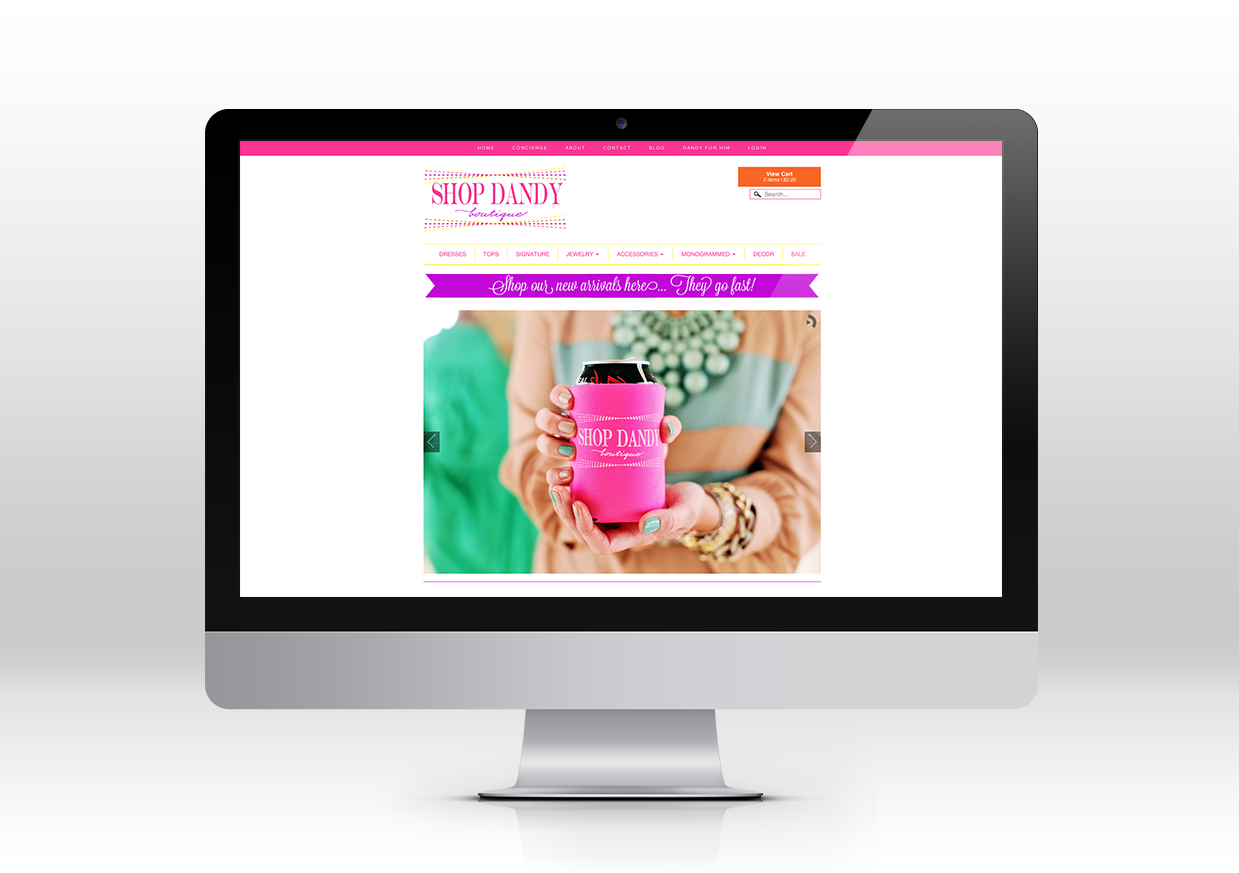 HOME CONCIERGE ABOUT CONTACT BLOG DANDY FOR HIM LOGIN
SHOP DANDY
boutique
View Cart
0 items | $0.00
Search...
DRESSES TOPS SIGNATURE JEWELRY ACCESSORIES MONOGRAMMED DECOR SALE
Shop our new arrivals here... They go fast!
SHOP DANDY
boutique